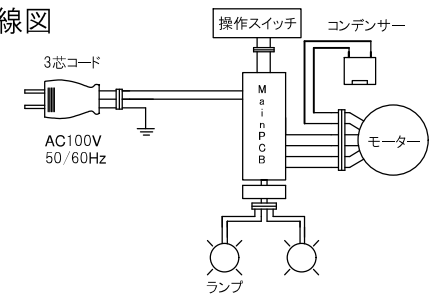 線図
操作スイッチ
コンデンサー
3芯コード
MainPCB
モーター
AC100V
50/60Hz
ランプ